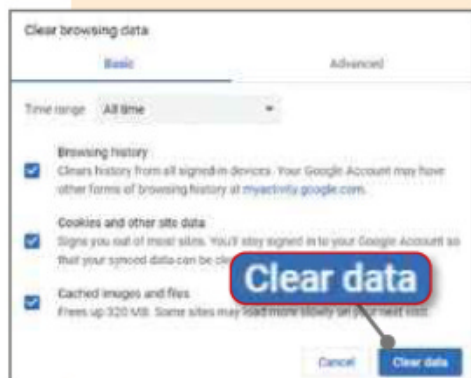 Clear browsing data
Basic
Advanced
Time range All time
Browsing history
Clears history from all signed-in devices. Your Google Account may have
other forms of browsing history at myactivity.google.com.
Cookies and other site data
Signs you out of most sites. You'll stay signed in to your Google Account so
that your synced data can be
Clear data
Cached images and files
Frees up 320 MB. Some sites may load more slowly on your next visit.
Cancel
Clear data